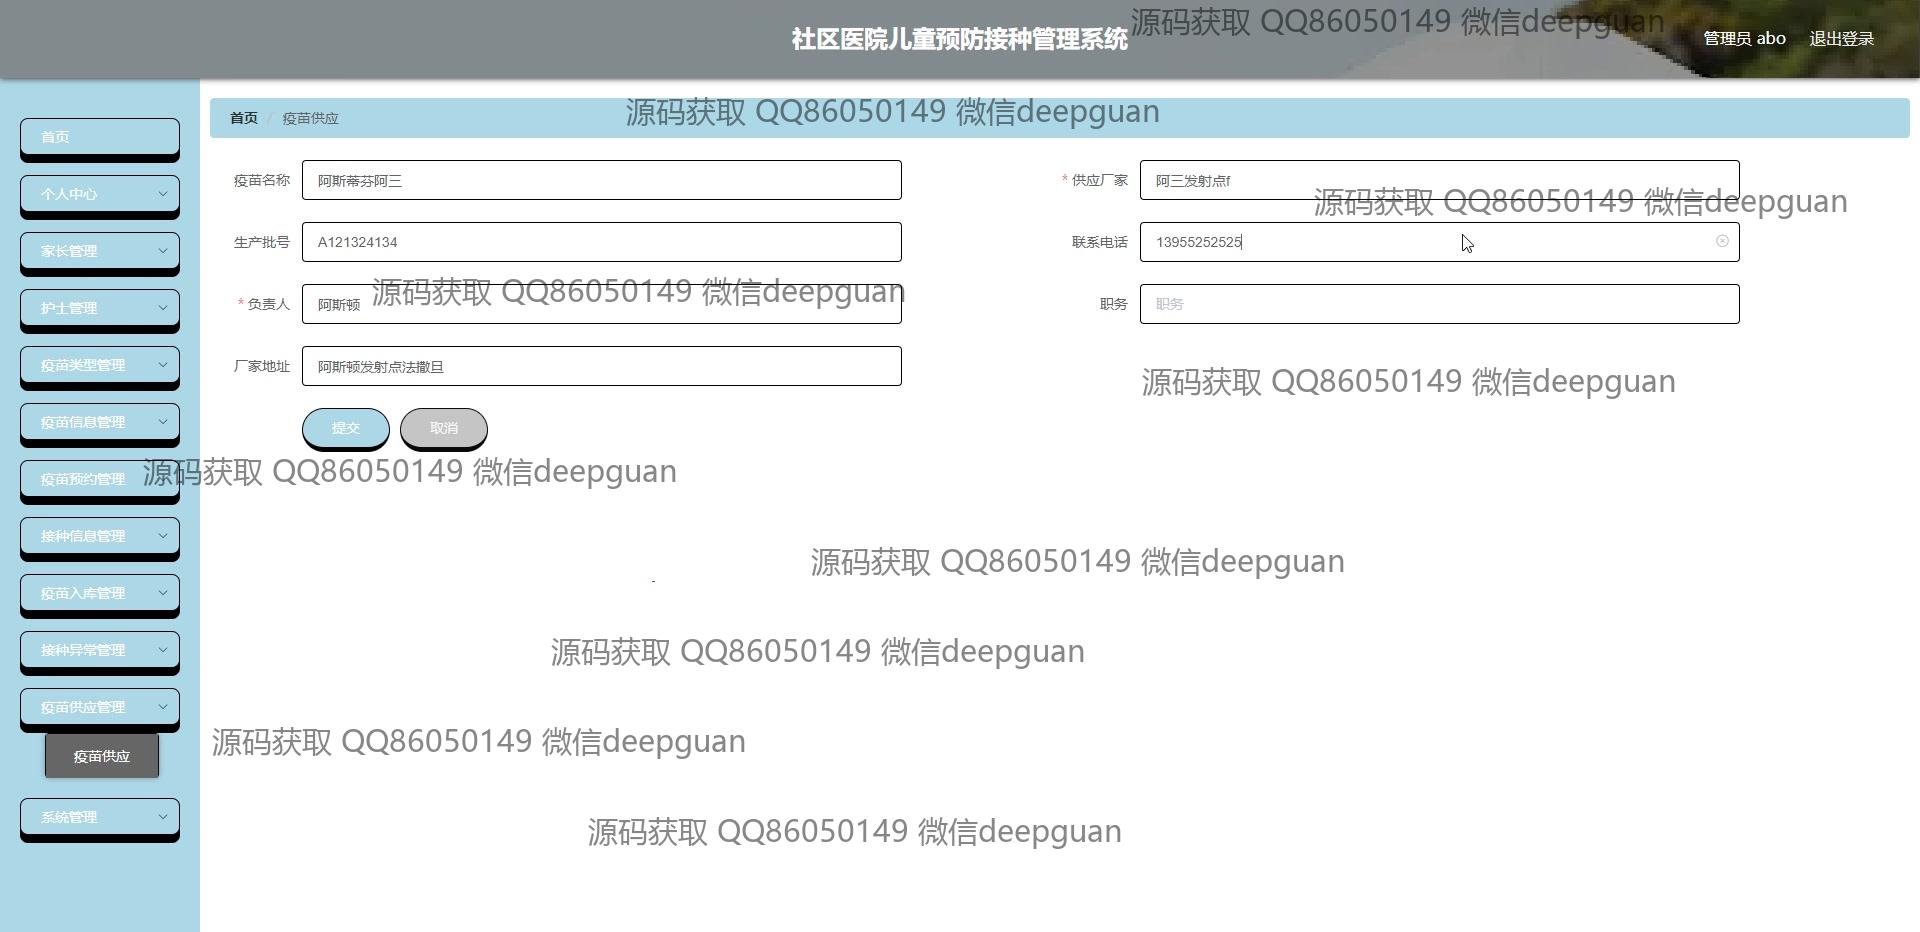 社区医院儿童预防接种管理系统
源码获取 QQ86050149 微信deepguan
管理员 abo 退出登录
首页
个人中心
家长管理
护士管理
疫苗类型管理
疫苗信息管理
疫苗预约管理
接种信息管理
疫苗入库管理
接种异常管理
疫苗供应管理
疫苗供应
系统管理
首页 / 疫苗供应
源码获取 QQ86050149 微信deepguan
疫苗名称 阿斯蒂芬阿三
* 供应厂家 阿三发射点f
源码获取 QQ86050149 微信deepguan
生产批号 A121324134
联系电话 13955252525
源码获取 QQ86050149 微信deepguan
* 负责人 阿斯顿
职务 职务
厂家地址 阿斯顿发射点法撒旦
源码获取 QQ86050149 微信deepguan
提交 取消
源码获取 QQ86050149 微信deepguan
源码获取 QQ86050149 微信deepguan
源码获取 QQ86050149 微信deepguan
源码获取 QQ86050149 微信deepguan
源码获取 QQ86050149 微信deepguan